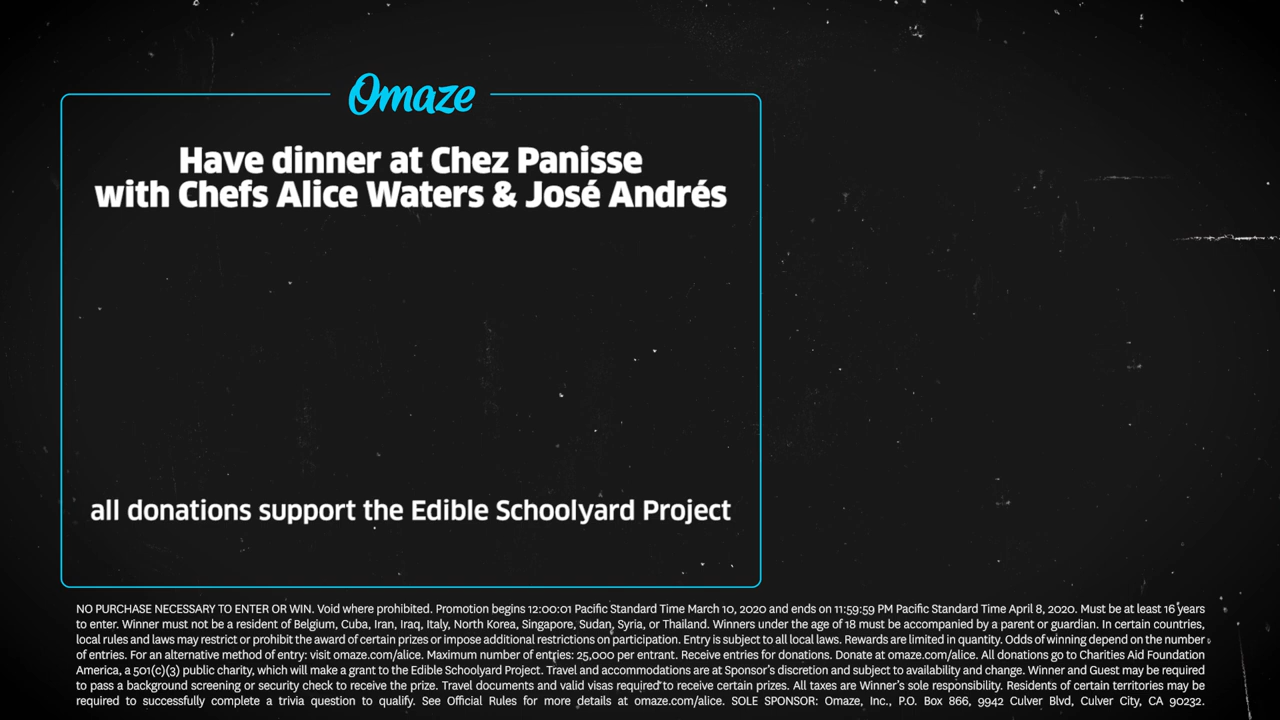 Omaze
Have dinner at Chez Panisse
with Chefs Alice Waters & José Andrés
all donations support the Edible Schoolyard Project
NO PURCHASE NECESSARY TO ENTER OR WIN. Void where prohibited. Promotion begins 12:00:01 Pacific Standard Time March 10, 2020 and ends on 11:59:59 PM Pacific Standard Time April 8, 2020. Must be at least 16 years
to enter. Winner must not be a resident of Belgium, Cuba, Iran, Iraq, Italy, North Korea, Singapore, Sudan, Syria, or Thailand. Winners under the age of 18 must be accompanied by a parent or guardian. In certain countries,
local rules and laws may restrict or prohibit the award of certain prizes or impose additional restrictions on participation. Entry is subject to all local laws. Rewards are limited in quantity. Odds of winning depend on the number
of entries. For an alternative method of entry: visit omaze.com/alice. Maximum number of entries: 25,000 per entrant. Receive entries for donations. Donate at omaze.com/alice. All donations go to Charities Aid Foundation
America, a 501(c)(3) public charity, which will make a grant to the Edible Schoolyard Project. Travel and accommodations are at Sponsor's discretion and subject to availability and change. Winner and Guest may be required
to pass a background screening or security check to receive the prize. Travel documents and valid visas required to receive certain prizes. All taxes are Winner's sole responsibility. Residents of certain territories may be
required to successfully complete a trivia question to qualify. See Official Rules for more details at omaze.com/alice. SOLE SPONSOR: Omaze, Inc., P.O. Box 866, 9942 Culver Blvd, Culver City, CA 90232.